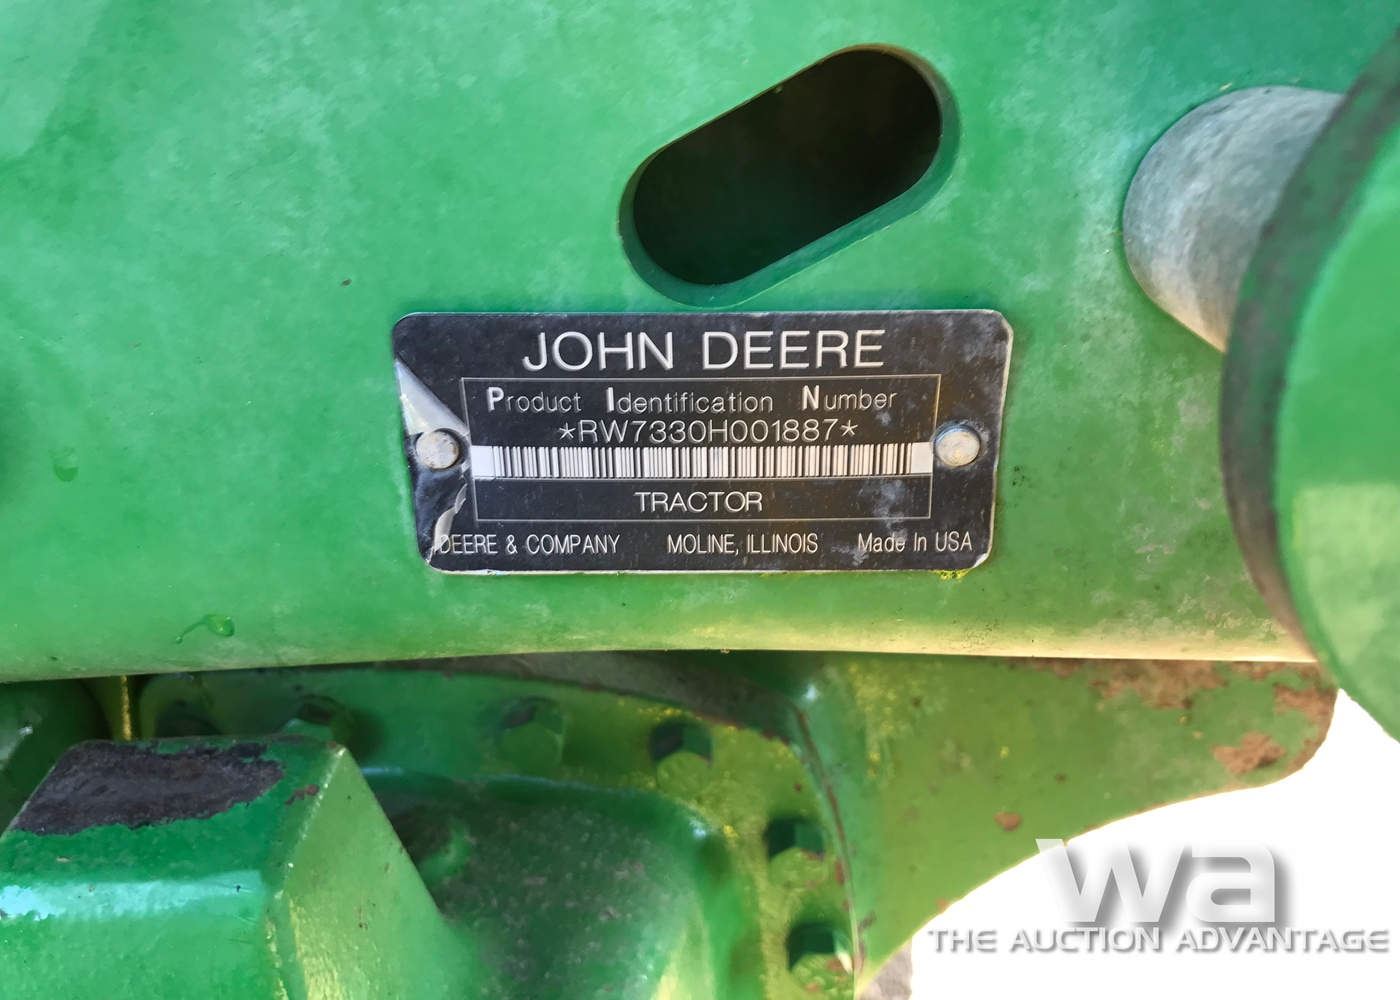 JOHN DEERE
Product Identification Number
*RW7330H001887*
TRACTOR
DEERE & COMPANY MOLINE, ILLINOIS Made In USA
wa
THE AUCTION ADVANTAGE